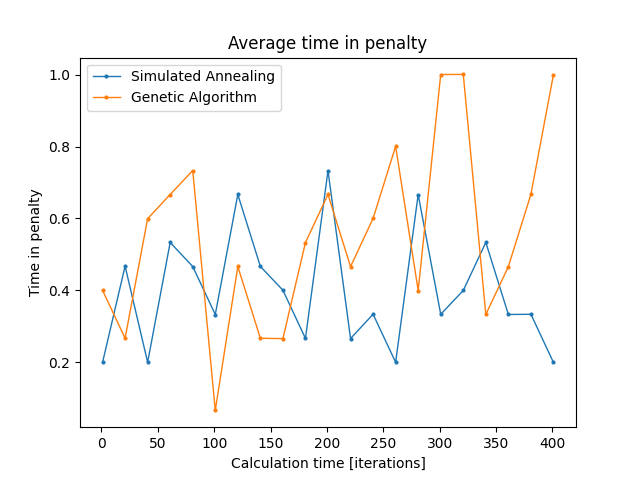 Average time in penalty
Simulated Annealing
Genetic Algorithm
1.0
0.8
0.6
0.4
0.2
Time in penalty
0 50 100 150 200 250 300 350 400
Calculation time [iterations]